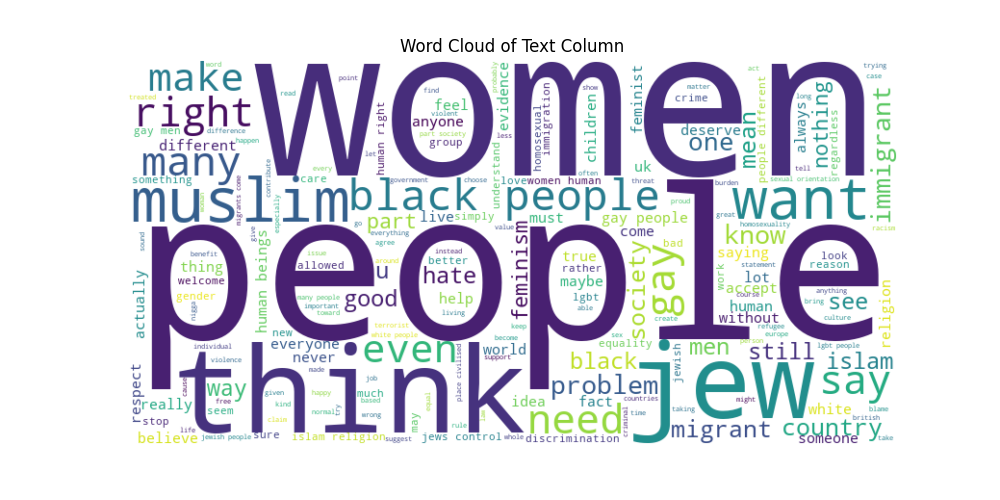 Word Cloud of Text Column
women
people
think
jew
muslim
black people
want
right
make
many
different
gay men
something
word
treated
difference
happen
point
read
violent
find
feel
anyone
group
part society
human right
let
less
probably
evidence
understand
love
women human
often
show
homosexual
immigration
children
feminist
uk
threat
matter
crime
deserve
one
act
mean
people different
sexual orientation
tell
always
long
nothing
regardless
trying
case
immigrant
racism
burden
proud
great
homosexuality
know
saying
statement
look
reason
anything
bring
see
culture
religion
lot
accept
human
without
course
refugee
europe
work
bad
gay
society
gay people
must
come
true
rather
maybe
lgbt
able
create
sex
equality
feminism
value
simply
live
part
go
everything
agree
government
choose
every
care
migrants come
contribute
especially
give
woman
sound
actually
benefit
thing
welcome
gender
nigga
free
human beings
issue
allowed
many people
toward
around
u
good
better
hate
help
living
instead
keep
become
terrorist
white people
support
world
new
everyone
never
even
individual
violence
cause
way
seem
respect
really
stop
life
believe
jewish people
sure
given
kind
claim
made
happy
normal
try
job
based
much
wrong
rule
suggest
islam religion
may
equal
law
place civilised
jews control
whole
idea
fact
discrimination
need
problem
black
countries
criminal
time
jewish
men
person
lgbt people
taking
migrant
white
still
might
islam
say
british
blame
country
someone
take